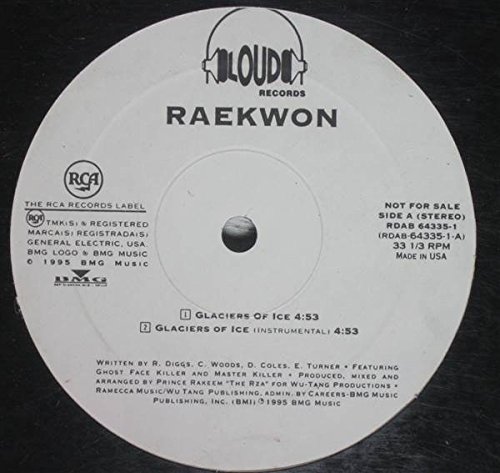 LOUD
RECORDS
RAEKWON
RCA
THE RCA RECORDS LABEL
RCA TMK(S) & REGISTERED
MARCA(S) REGISTRADA(S)
GENERAL ELECTRIC, USA.
BMG LOGO & BMG MUSIC
© 1995 BMG MUSIC
BMG
NOT FOR SALE
SIDE A (STEREO)
RDAB 64335-1
(RDAB-64335-1-A)
33 1/3 RPM
MADE IN USA
1 GLACIERS OF ICE 4:53
2 GLACIERS OF ICE (INSTRUMENTAL) 4:53
WRITTEN BY R. DIGGS, C. WOODS, D. COLES, E. TURNER • FEATURING
GHOST FACE KILLER AND MASTER KILLER • PRODUCED, MIXED AND
ARRANGED BY PRINCE RAKEEM "THE RZA" FOR WU-TANG PRODUCTIONS •
RAMECCA MUSIC/WU TANG PUBLISHING, ADMIN. BY CAREERS-BMG MUSIC
PUBLISHING, INC. (BMI) ℗ 1995 BMG MUSIC